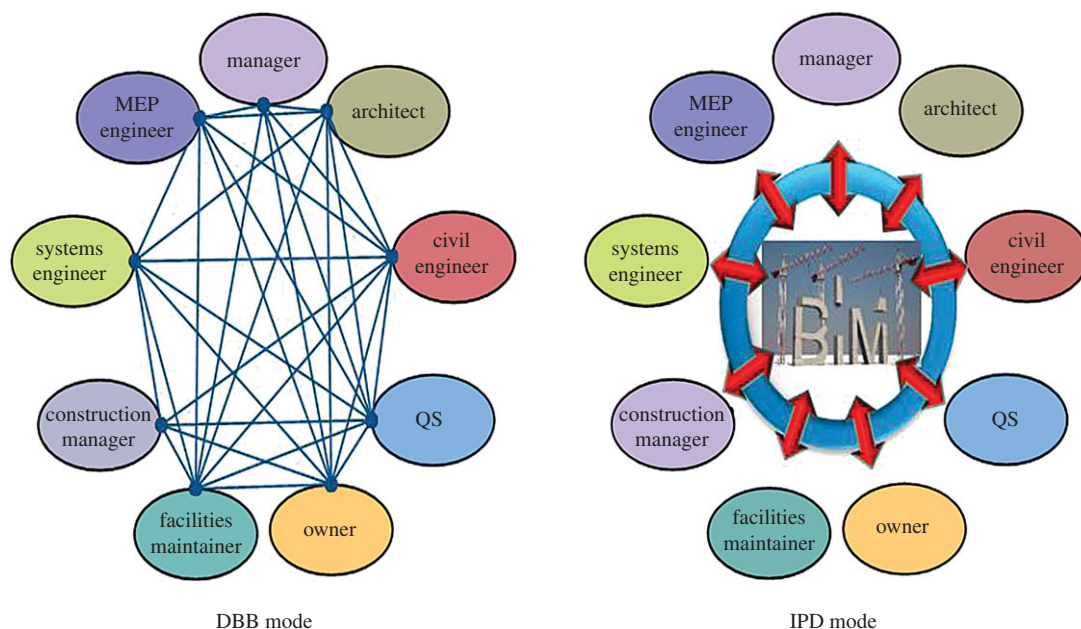 manager
MEP
engineer
architect
systems
engineer
civil
engineer
construction
manager
QS
facilities
maintainer
owner
DBB mode
manager
MEP
engineer
architect
systems
engineer
civil
engineer
BiM
construction
manager
QS
facilities
maintainer
owner
IPD mode